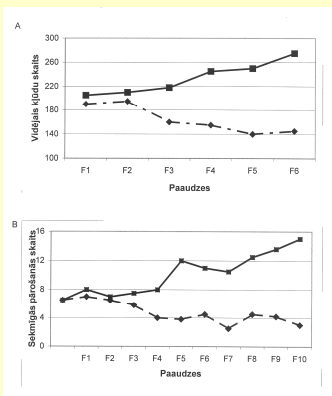 A
Vidējais kļūdu skaits
300
260
220
180
140
100
F1 F2 F3 F4 F5 F6
Paaudzes
B
Sekmīgās pārošanās skaits
16
12
8
4
0
F1 F2 F3 F4 F5 F6 F7 F8 F9 F10
Paaudzes